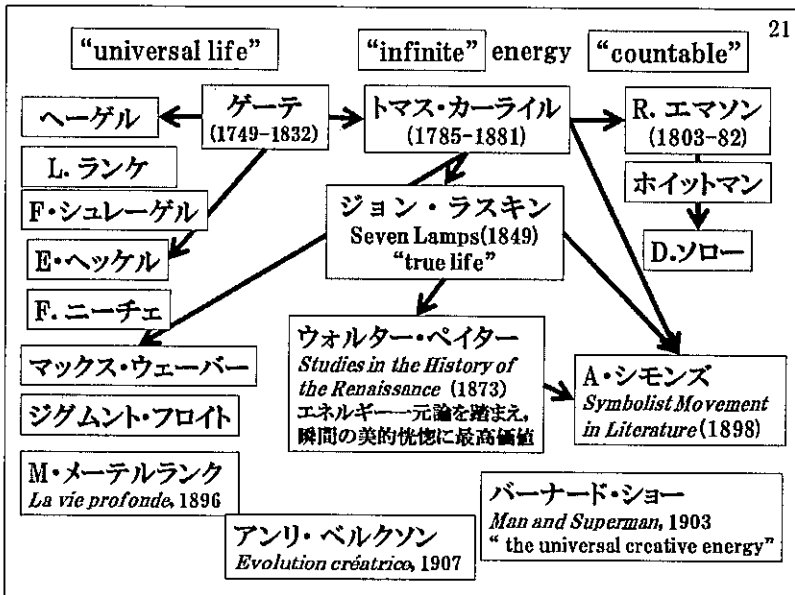 21
“universal life”
“infinite” energy
“countable”
ヘーゲル
ゲーテ
(1749-1832)
トマス・カーライル
(1785-1881)
R. エマソン
(1803-82)
L. ランケ
ホイットマン
F・シュレーゲル
ジョン・ラスキン
Seven Lamps(1849)
“true life”
D.ソロー
E・ヘッケル
F. ニーチェ
マックス・ウェーバー
ウォルター・ペイター
Studies in the History of
the Renaissance (1873)
エネルギー一元論を踏まえ,
瞬間の美的恍惚に最高価値
A・シモンズ
Symbolist Movement
in Literature (1898)
ジグムント・フロイト
M・メーテルランク
La vie profonde, 1896
バーナード・ショー
Man and Superman, 1903
“ the universal creative energy”
アンリ・ベルクソン
Evolution créatrico, 1907